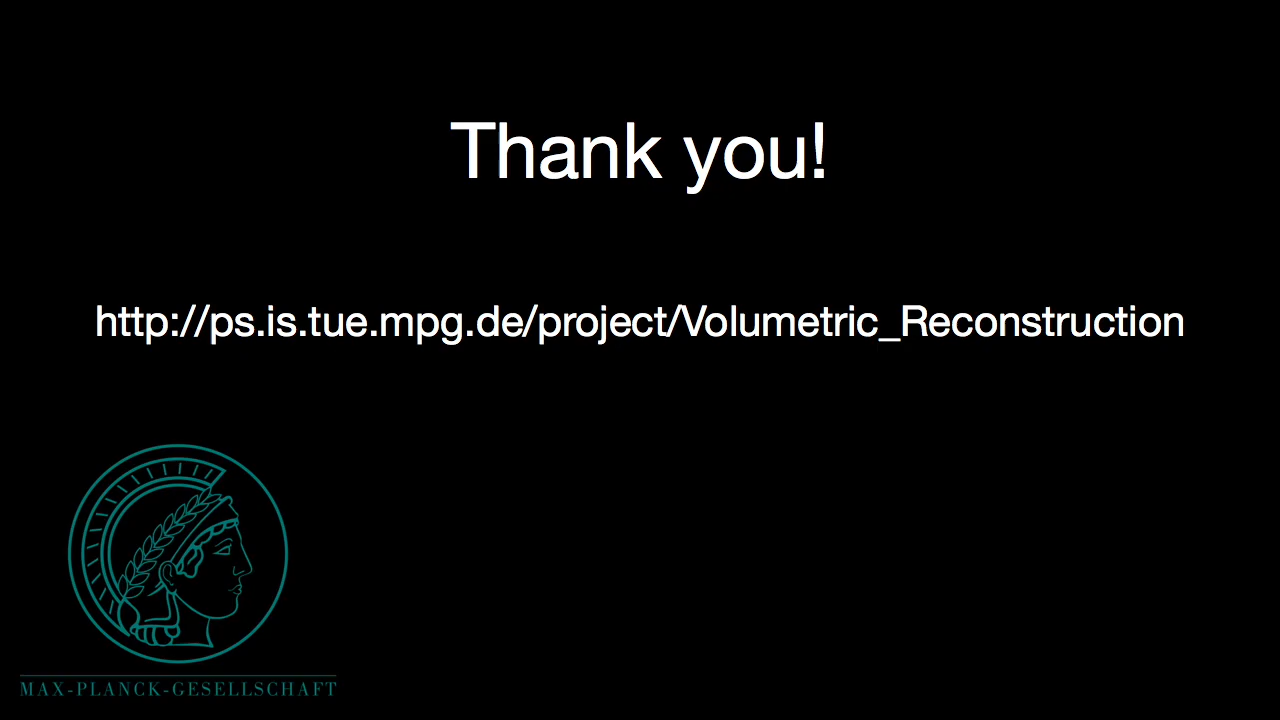 Thank you!
http://ps.is.tue.mpg.de/project/Volumetric_Reconstruction
MAX-PLANCK-GESELLSCHAFT